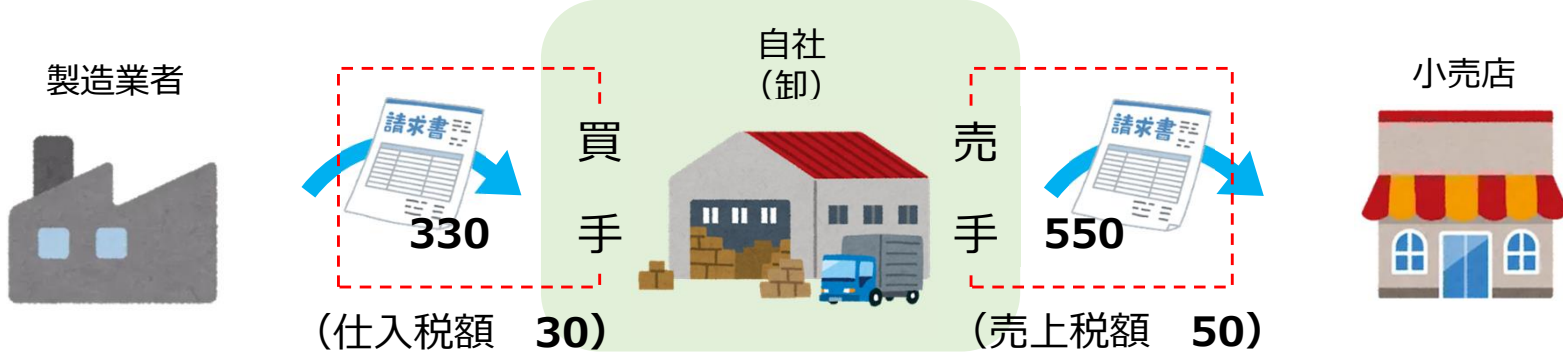 製造業者
請求書
330
(仕入税額 30)
買手
自社
(卸)
売手
請求書
550
(売上税額 50)
小売店